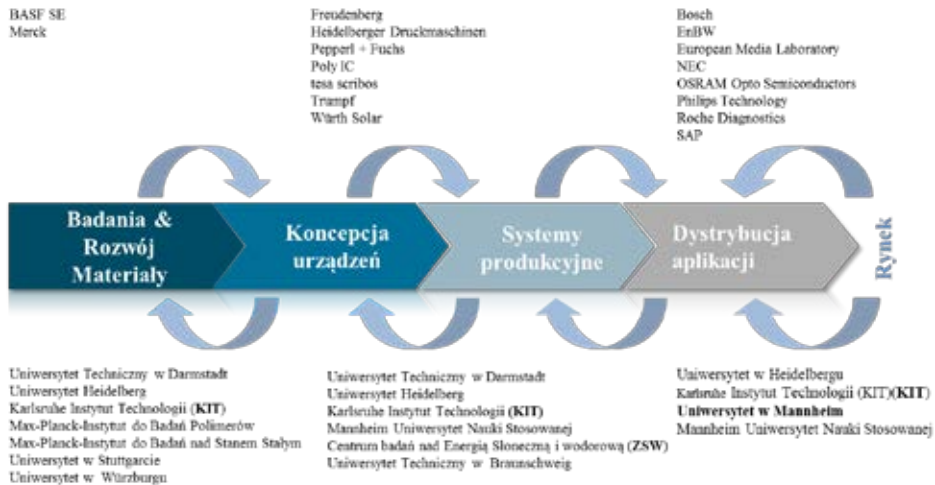 BASF SE
Merck
Freudenberg
Heidelberger Druckmaschinen
Pepperl + Fuchs
Poly IC
tesa scribos
Trumpf
Würth Solar
Bosch
EnBW
European Media Laboratory
NEC
OSRAM Opto Semiconductors
Philips Technology
Roche Diagnostics
SAP
Badania &
Rozwój
Materiały
Koncepcja
urządzeń
Systemy
produkcyjne
Dystrybucja
aplikacji
Rynek
Uniwersytet Techniczny w Darmstadt
Uniwersytet Heidelberg
Karlsruhe Instytut Technologii (KIT)
Max-Planck-Instytut do Badań Polimerów
Max-Planck-Instytut do Badań nad Stanem Stałym
Uniwersytet w Stuttgarcie
Uniwersytet w Würzburgu
Uniwersytet Techniczny w Darmstadt
Uniwersytet Heidelberg
Karlsruhe Instytut Technologii (KIT)
Mannheim Uniwersytet Nauki Stosowanej
Centrum badań nad Energią Słoneczną i wodorową (ZSW)
Uniwersytet Techniczny w Braunschweig
Uniwersytet w Heidelbergu
Karlsruhe Instytut Technologii (KIT)(KIT)
Uniwersytet w Mannheim
Mannheim Uniwersytet Nauki Stosowanej